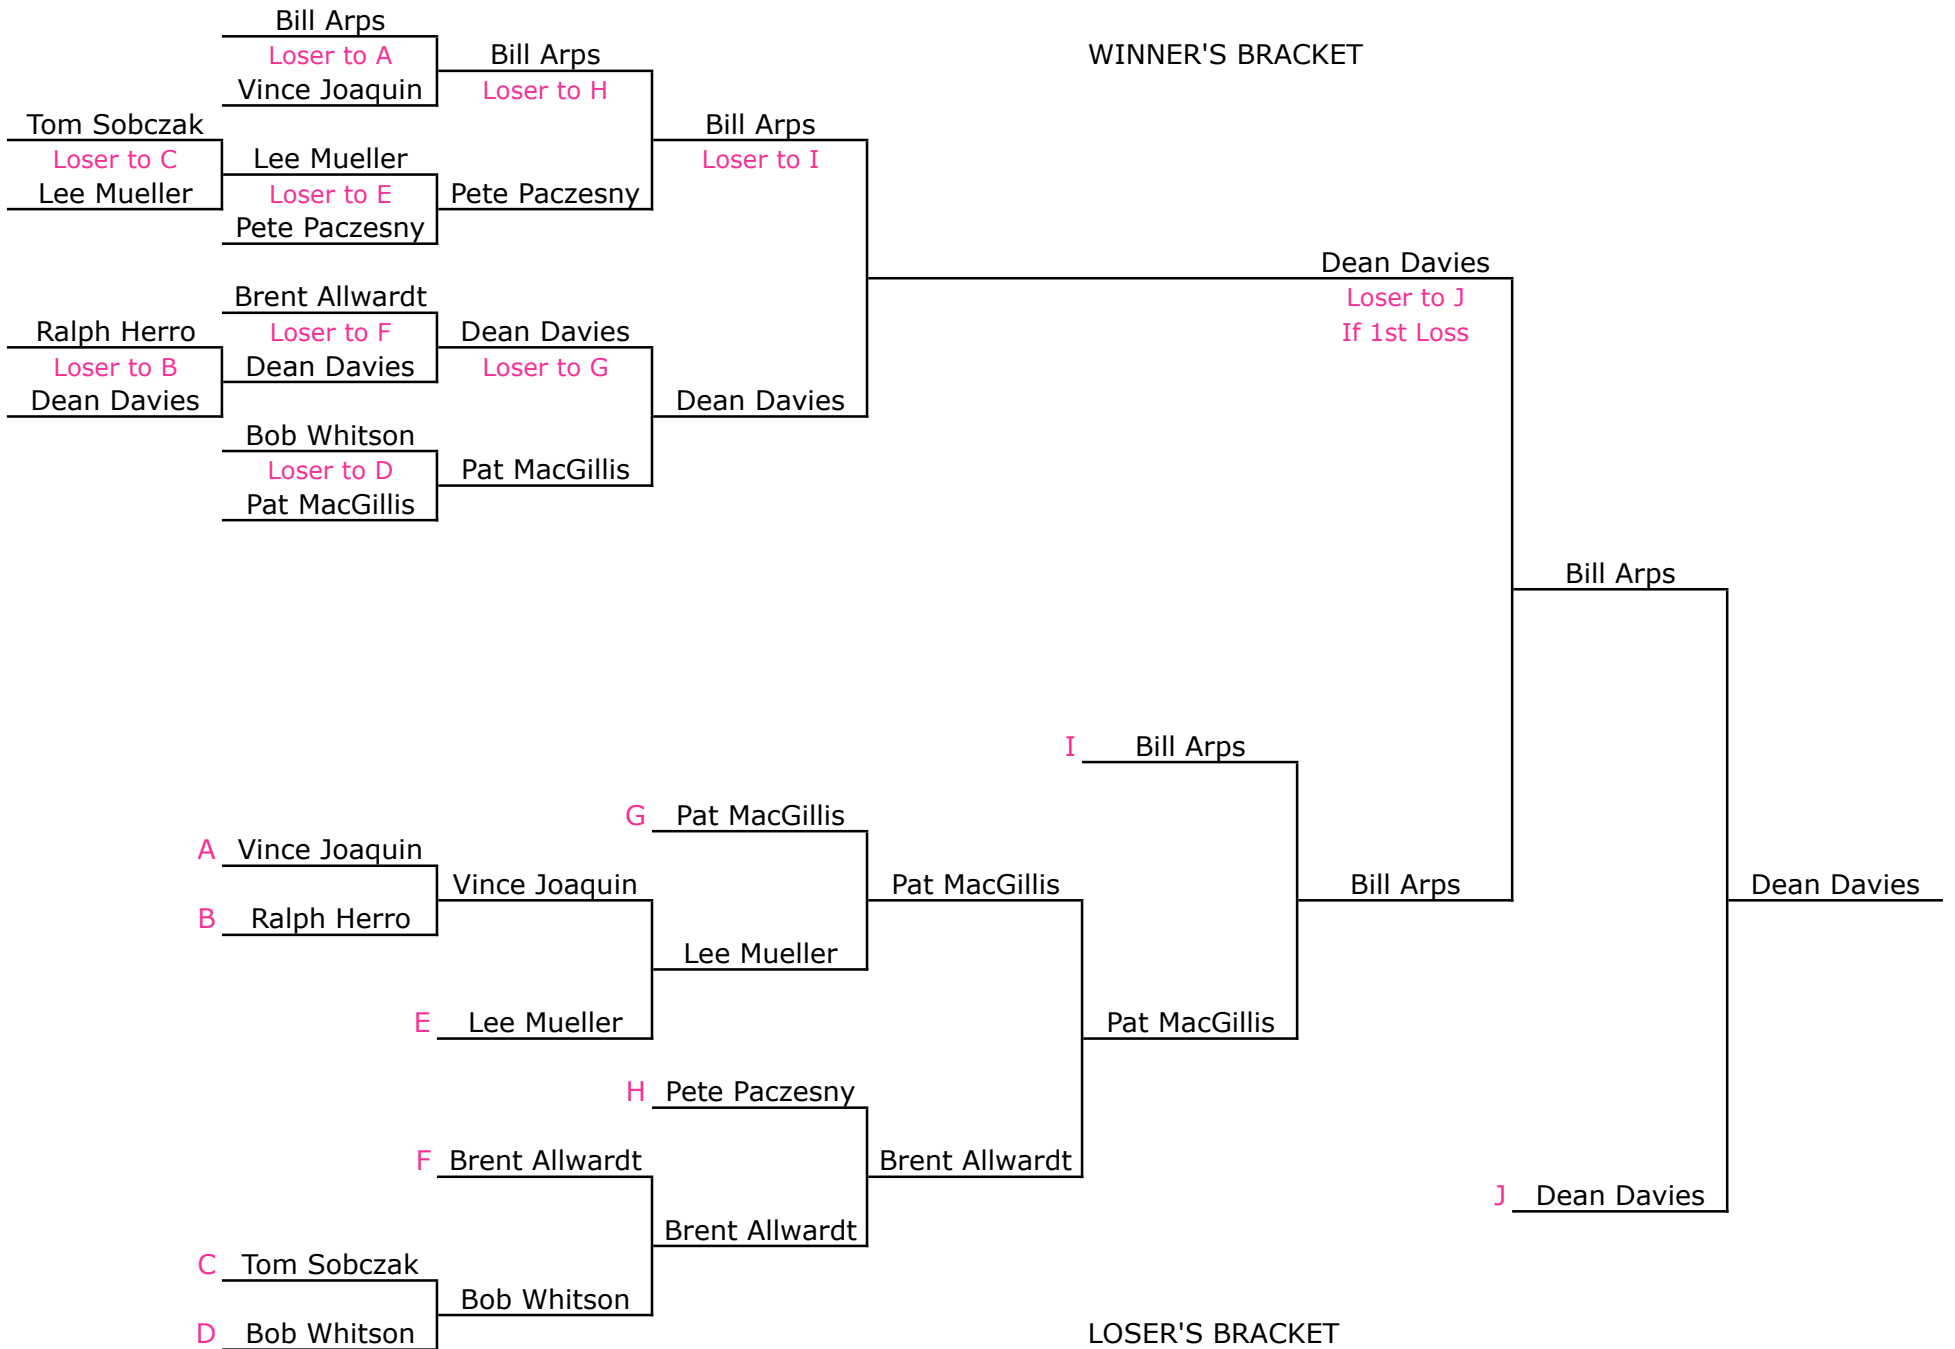 Bill Arps
Loser to A
Bill Arps
WINNER'S BRACKET
Vince Joaquin
Loser to H
Tom Sobczak
Bill Arps
Loser to C
Lee Mueller
Loser to I
Lee Mueller
Loser to E
Pete Paczesny
Pete Paczesny
Dean Davies
Brent Allwardt
Loser to J
Ralph Herro
Loser to F
Dean Davies
If 1st Loss
Loser to B
Dean Davies
Loser to G
Dean Davies
Dean Davies
Bob Whitson
Loser to D
Pat MacGillis
Pat MacGillis
Bill Arps
I Bill Arps
G Pat MacGillis
A Vince Joaquin
Vince Joaquin
Pat MacGillis
Bill Arps
Dean Davies
B Ralph Herro
Lee Mueller
E Lee Mueller
Pat MacGillis
H Pete Paczesny
F Brent Allwardt
Brent Allwardt
J Dean Davies
Brent Allwardt
C Tom Sobczak
Bob Whitson
D Bob Whitson
LOSER'S BRACKET